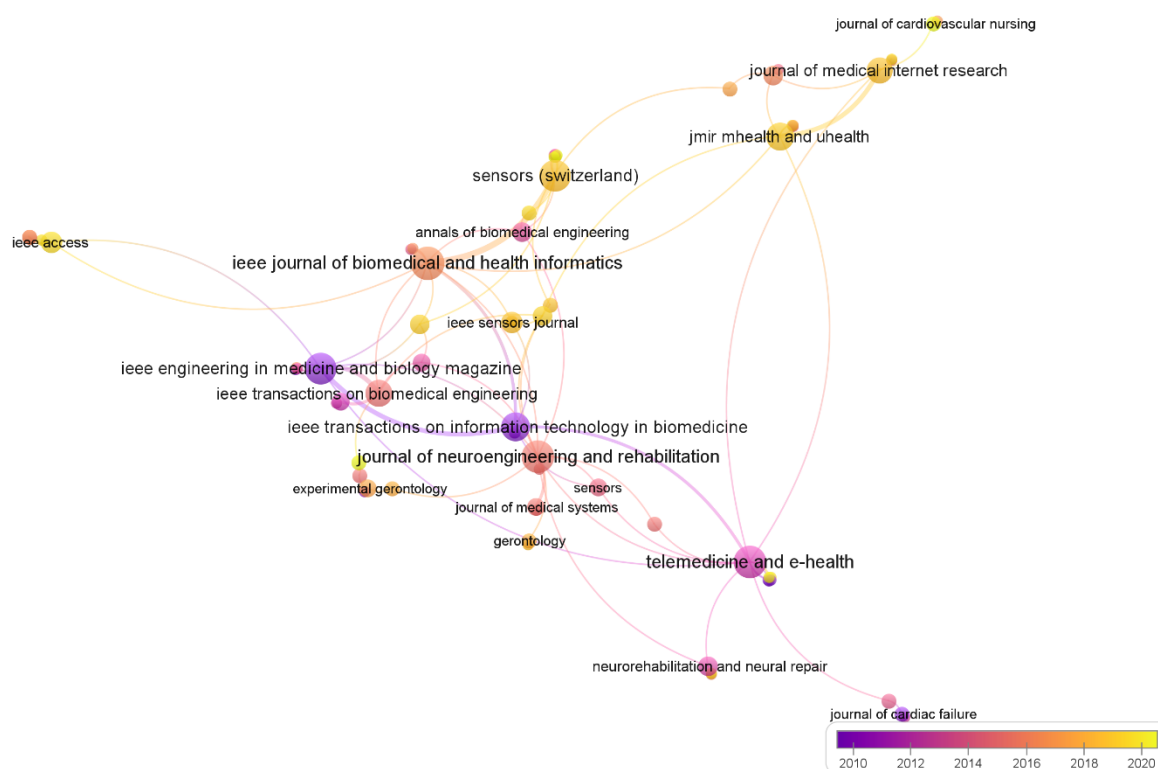 journal of cardiovascular nursing
journal of medical internet research
jmir mhealth and uhealth
sensors (switzerland)
annals of biomedical engineering
ieee access
ieee journal of biomedical and health informatics
ieee sensors journal
ieee engineering in medicine and biology magazine
ieee transactions on biomedical engineering
ieee transactions on information technology in biomedicine
journal of neuroengineering and rehabilitation
experimental gerontology
sensors
journal of medical systems
gerontology
telemedicine and e-health
neurorehabilitation and neural repair
journal of cardiac failure
2010 2012 2014 2016 2018 2020